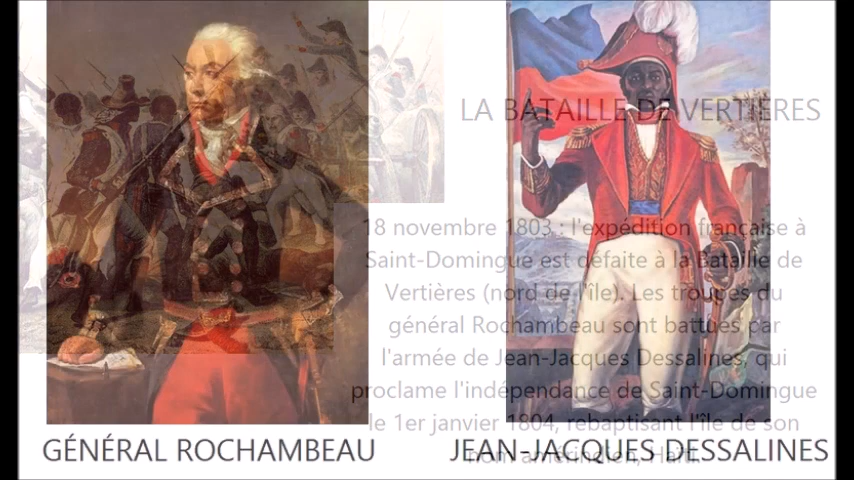 LA BATAILLE DE VERTIÈRES
18 novembre 1803 : l'expédition française à
Saint-Domingue est défaite à la Bataille de
Vertières (nord de l'île). Les troupes du
général Rochambeau sont battues par
l'armée de Jean-Jacques Dessalines, qui
proclame l'indépendance de Saint-Domingue
le 1er janvier 1804, rebaptisant l'île de son
nom amérindien, Haïti.
GÉNÉRAL ROCHAMBEAU
JEAN-JACQUES DESSALINES